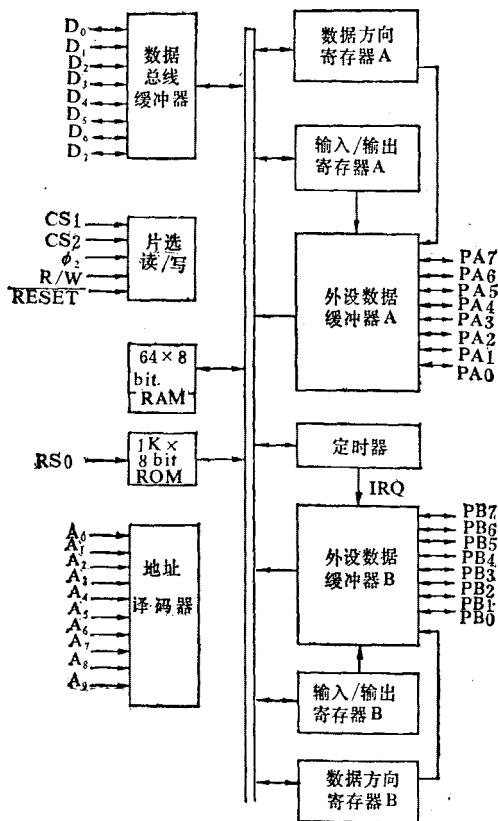 D₀
D₁
D₂
D₃
D₄
D₅
D₆
D₇
数据
总线
缓冲器
CS1
CS2
ϕ₂
R/W
RESET
片选
读/写
64×8
bit.
RAM
RS0
1K×
8bit
ROM
A₀
A₁
A₂
A₃
A₄
A₅
A₆
A₇
A₈
A₉
地址
译码器
数据方向
寄存器A
输入/输出
寄存器A
外设数据
缓冲器A
PA7
PA6
PA5
PA4
PA3
PA2
PA1
PA0
定时器
IRQ
外设数据
缓冲器B
PB7
PB6
PB5
PB4
PB3
PB2
PB1
PB0
输入/输出
寄存器B
数据方向
寄存器B